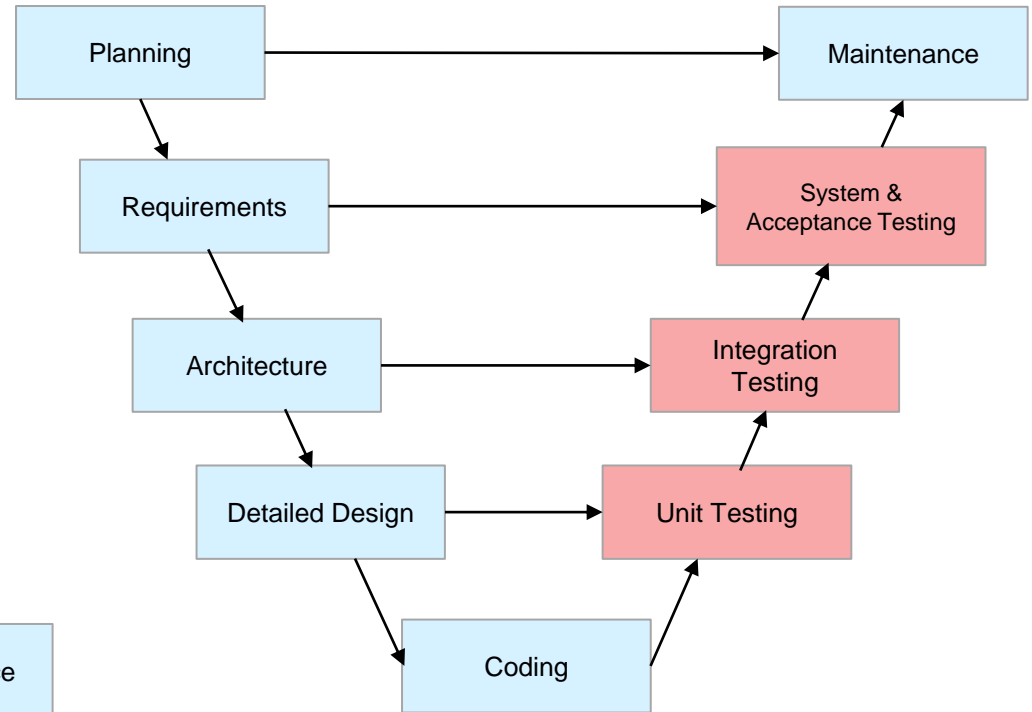 Planning
Maintenance
Requirements
System &
Acceptance Testing
Architecture
Integration
Testing
Detailed Design
Unit Testing
Coding